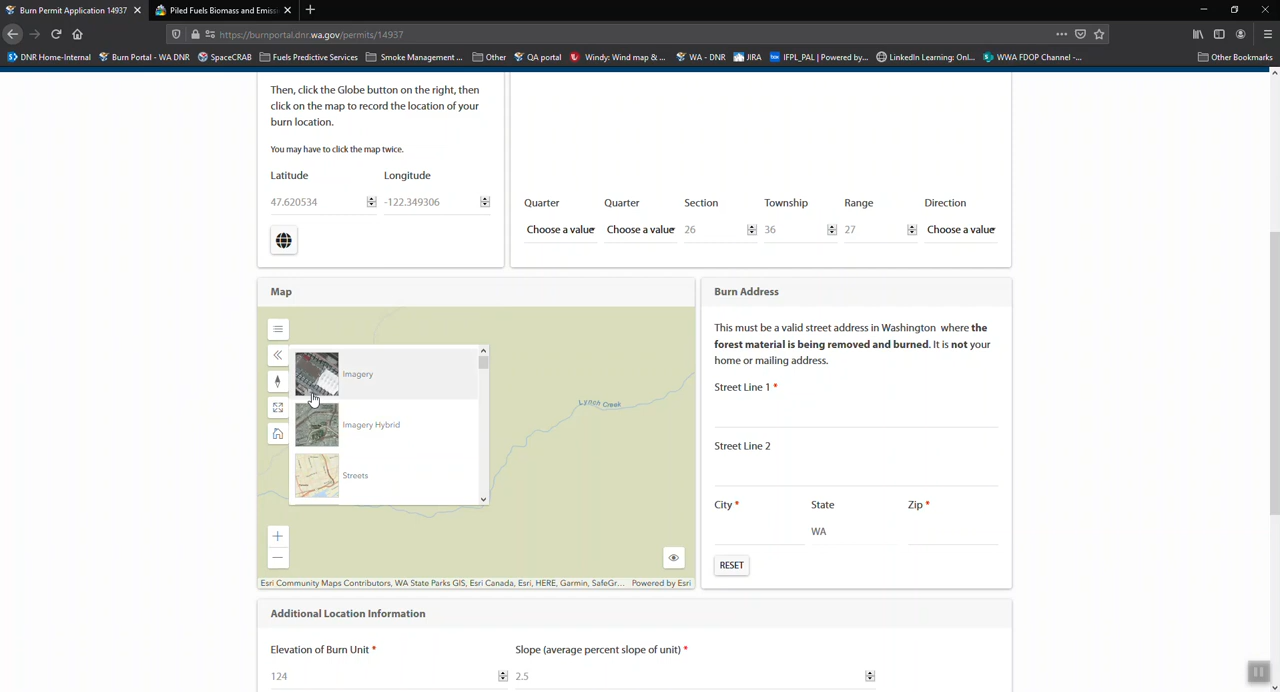 Burn Permit Application 14937
Piled Fuels Biomass and Emiss
https://burnportal.dnr.wa.gov/permits/14937
DNR Home-Internal
Burn Portal - WA DNR
SpaceCRAB
Fuels Predictive Services
Smoke Management ...
Other
QA portal
Windy: Wind map & ...
WA - DNR
JIRA
IFPL_PAL | Powered by...
LinkedIn Learning: Onl...
WWA FDOP Channel -...
Other Bookmarks
Then, click the Globe button on the right, then
click on the map to record the location of your
burn location.
You may have to click the map twice.
Latitude Longitude
47.620534 -122.349306
Quarter Quarter Section Township Range Direction
Choose a value Choose a value 26 36 27 Choose a value
Map
Imagery
Imagery Hybrid
Streets
Lynch Creek
Esri Community Maps Contributors, WA State Parks GIS, Esri Canada, Esri, HERE, Garmin, SafeGr... Powered by Esri
Burn Address
This must be a valid street address in Washington where the
forest material is being removed and burned. It is not your
home or mailing address.
Street Line 1 *
Street Line 2
City * State Zip *
WA
RESET
Additional Location Information
Elevation of Burn Unit * Slope (average percent slope of unit) *
124 2.5